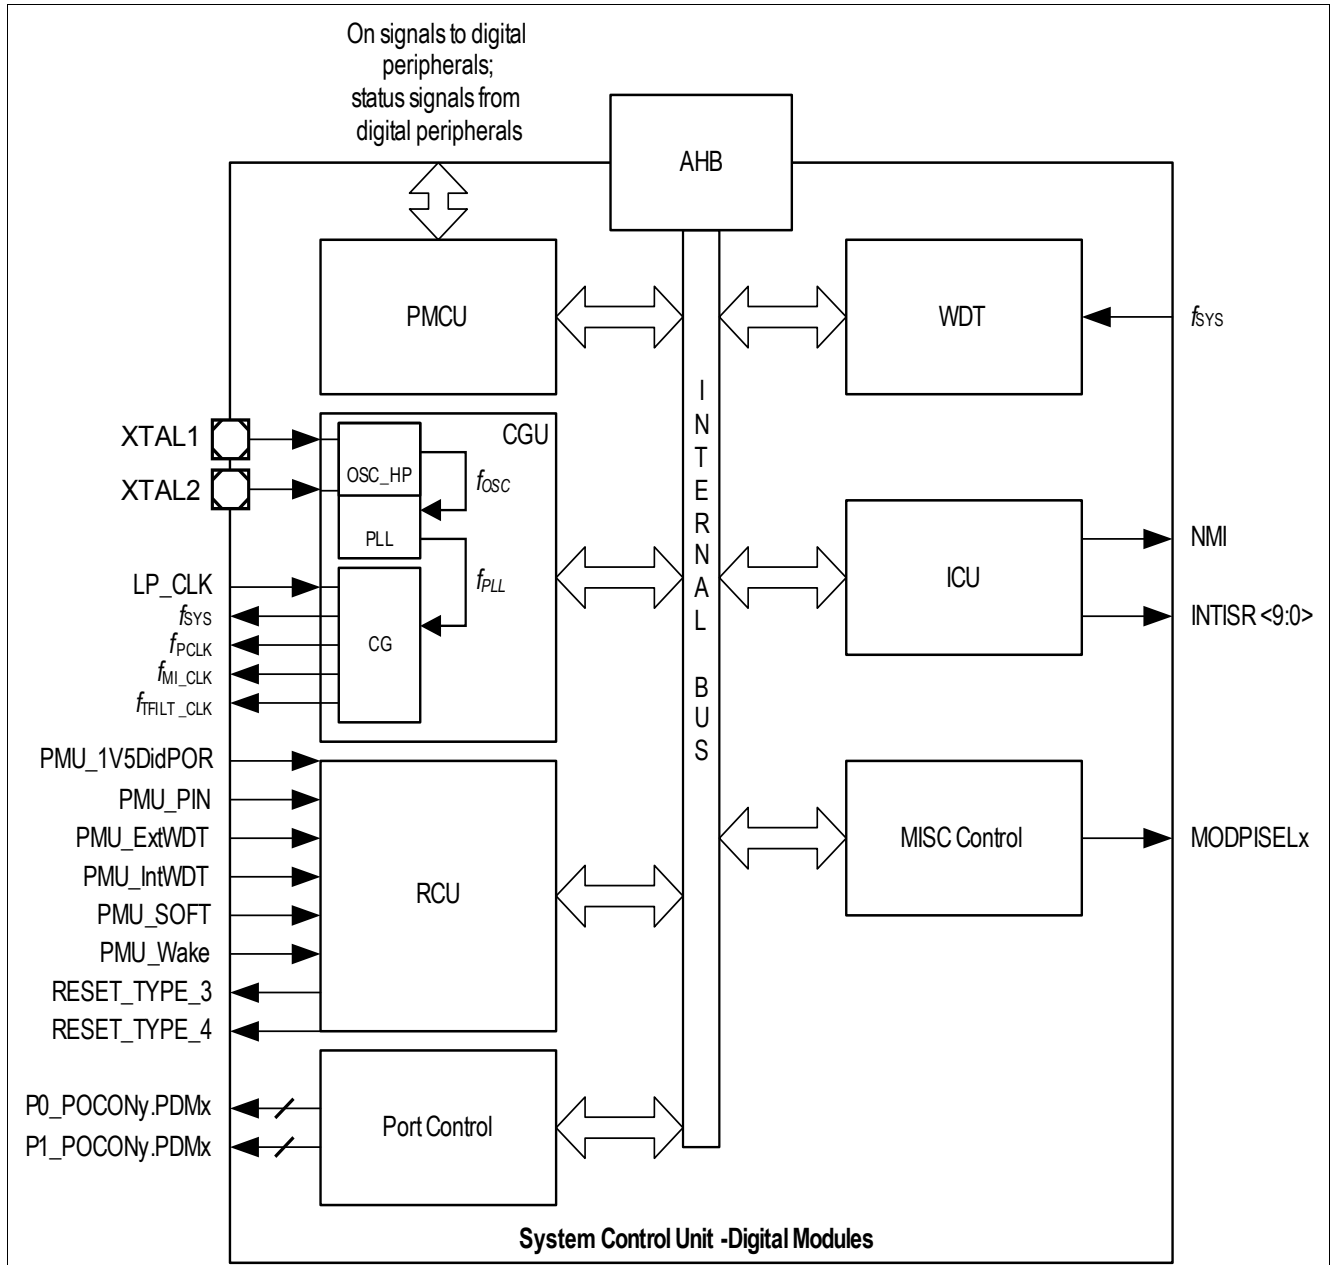 On signals to digital
peripherals;
status signals from
digital peripherals
AHB
PMCU
WDT
fSYS
XTAL1
XTAL2
CGU
OSC_HP
fOSC
PLL
fPLL
CG
LP_CLK
fSYS
fPCLK
fMI_CLK
fTFILT_CLK
INTERNAL BUS
ICU
NMI
INTISR <9:0>
PMU_1V5DidPOR
PMU_PIN
PMU_ExtWDT
PMU_IntWDT
PMU_SOFT
PMU_Wake
RESET_TYPE_3
RESET_TYPE_4
RCU
MISC Control
MODPISELx
P0_POCONy.PDMx
P1_POCONy.PDMx
Port Control
System Control Unit -Digital Modules